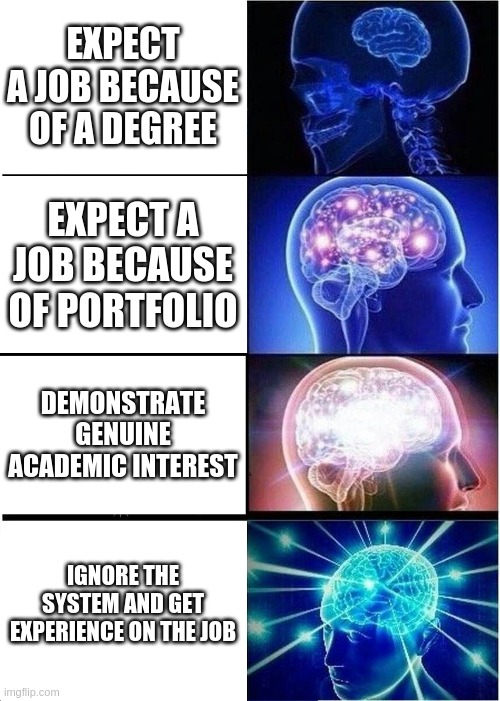 EXPECT
A JOB BECAUSE
OF A DEGREE
EXPECT A
JOB BECAUSE
OF PORTFOLIO
DEMONSTRATE
GENUINE
ACADEMIC INTEREST
IGNORE THE
SYSTEM AND GET
EXPERIENCE ON THE JOB
imgflip.com